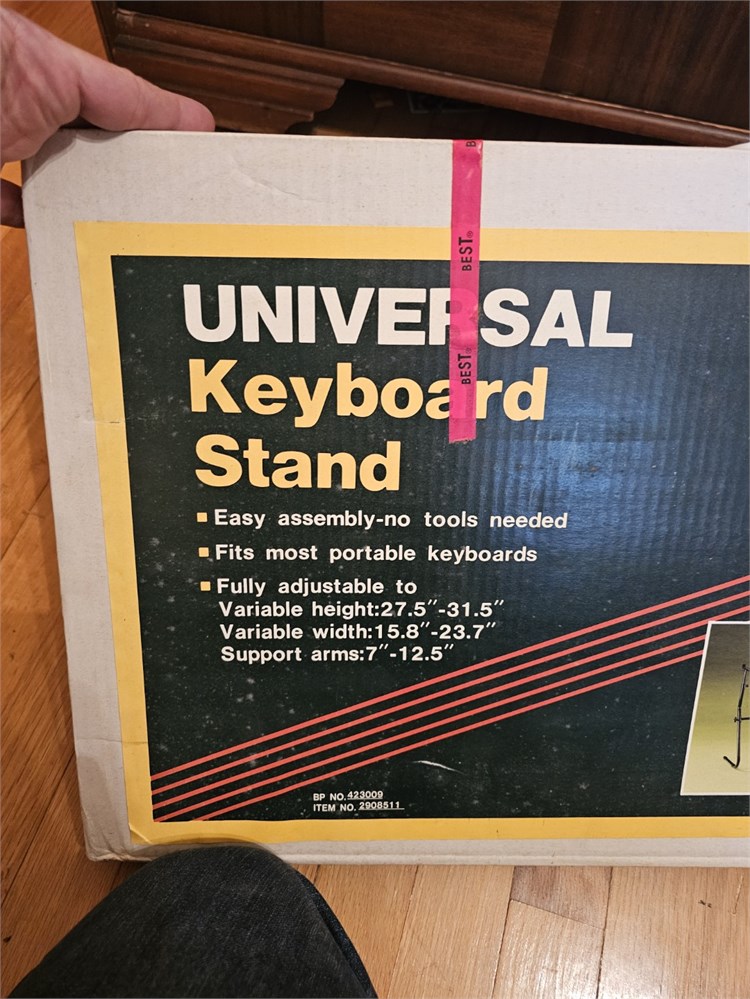 B
BEST®
UNIVERSAL
BEST®
Keyboard
Stand
Easy assembly-no tools needed
Fits most portable keyboards
Fully adjustable to
Variable height:27.5″-31.5″
Variable width:15.8″-23.7″
Support arms:7″-12.5″
BP NO.423009
ITEM NO. 2908511